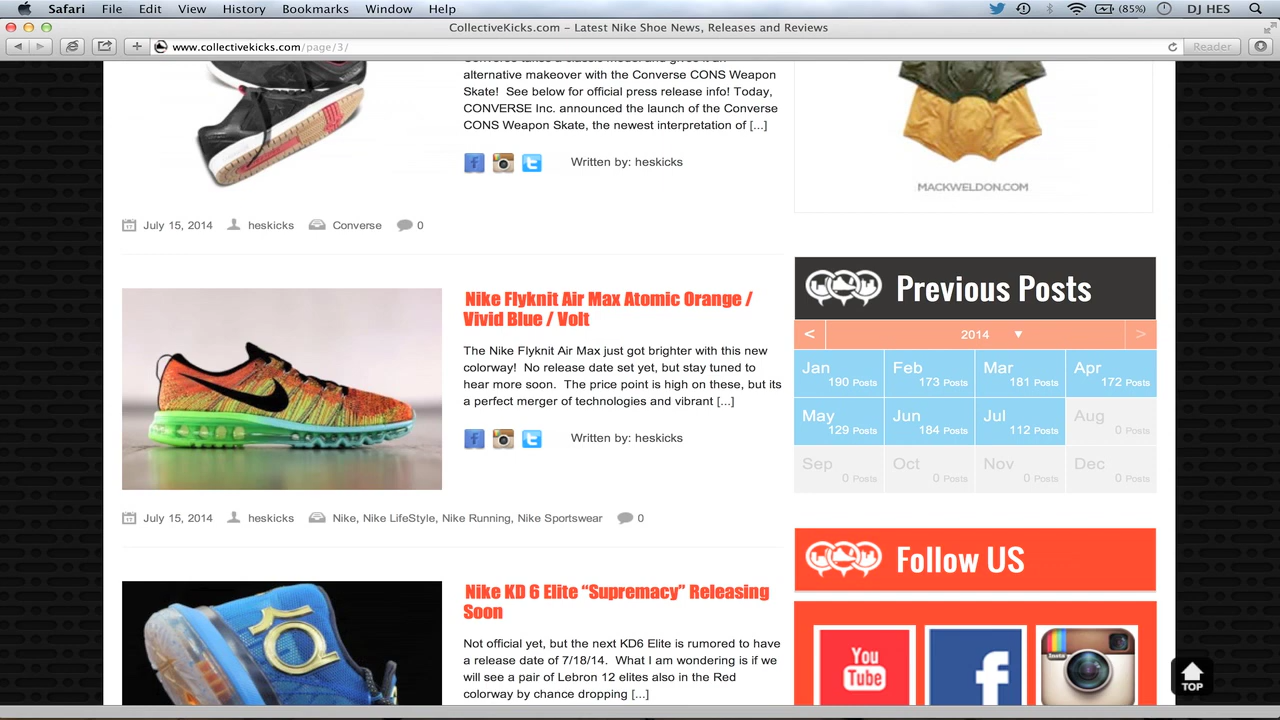 Safari File Edit View History Bookmarks Window Help (85%) DJ HES
CollectiveKicks.com – Latest Nike Shoe News, Releases and Reviews
www.collectivekicks.com/page/3/ Reader
alternative makeover with the Converse CONS Weapon
Skate! See below for official press release info! Today,
CONVERSE Inc. announced the launch of the Converse
CONS Weapon Skate, the newest interpretation of [...]
Written by: heskicks
July 15, 2014 heskicks Converse 0
Nike Flyknit Air Max Atomic Orange /
Vivid Blue / Volt
The Nike Flyknit Air Max just got brighter with this new
colorway! No release date set yet, but stay tuned to
hear more soon. The price point is high on these, but its
a perfect merger of technologies and vibrant [...]
Written by: heskicks
July 15, 2014 heskicks Nike, Nike LifeStyle, Nike Running, Nike Sportswear 0
Nike KD 6 Elite “Supremacy” Releasing
Soon
Not official yet, but the next KD6 Elite is rumored to have
a release date of 7/18/14. What I am wondering is if we
will see a pair of Lebron 12 elites also in the Red
colorway by chance dropping [...]
MACKWELDON.COM
Previous Posts
< 2014 ▼ >
Jan Feb Mar Apr
190 Posts 173 Posts 181 Posts 172 Posts
May Jun Jul Aug
129 Posts 184 Posts 112 Posts 0 Posts
Sep Oct Nov Dec
0 Posts 0 Posts 0 Posts 0 Posts
Follow US
You
Tube
Insta
TOP